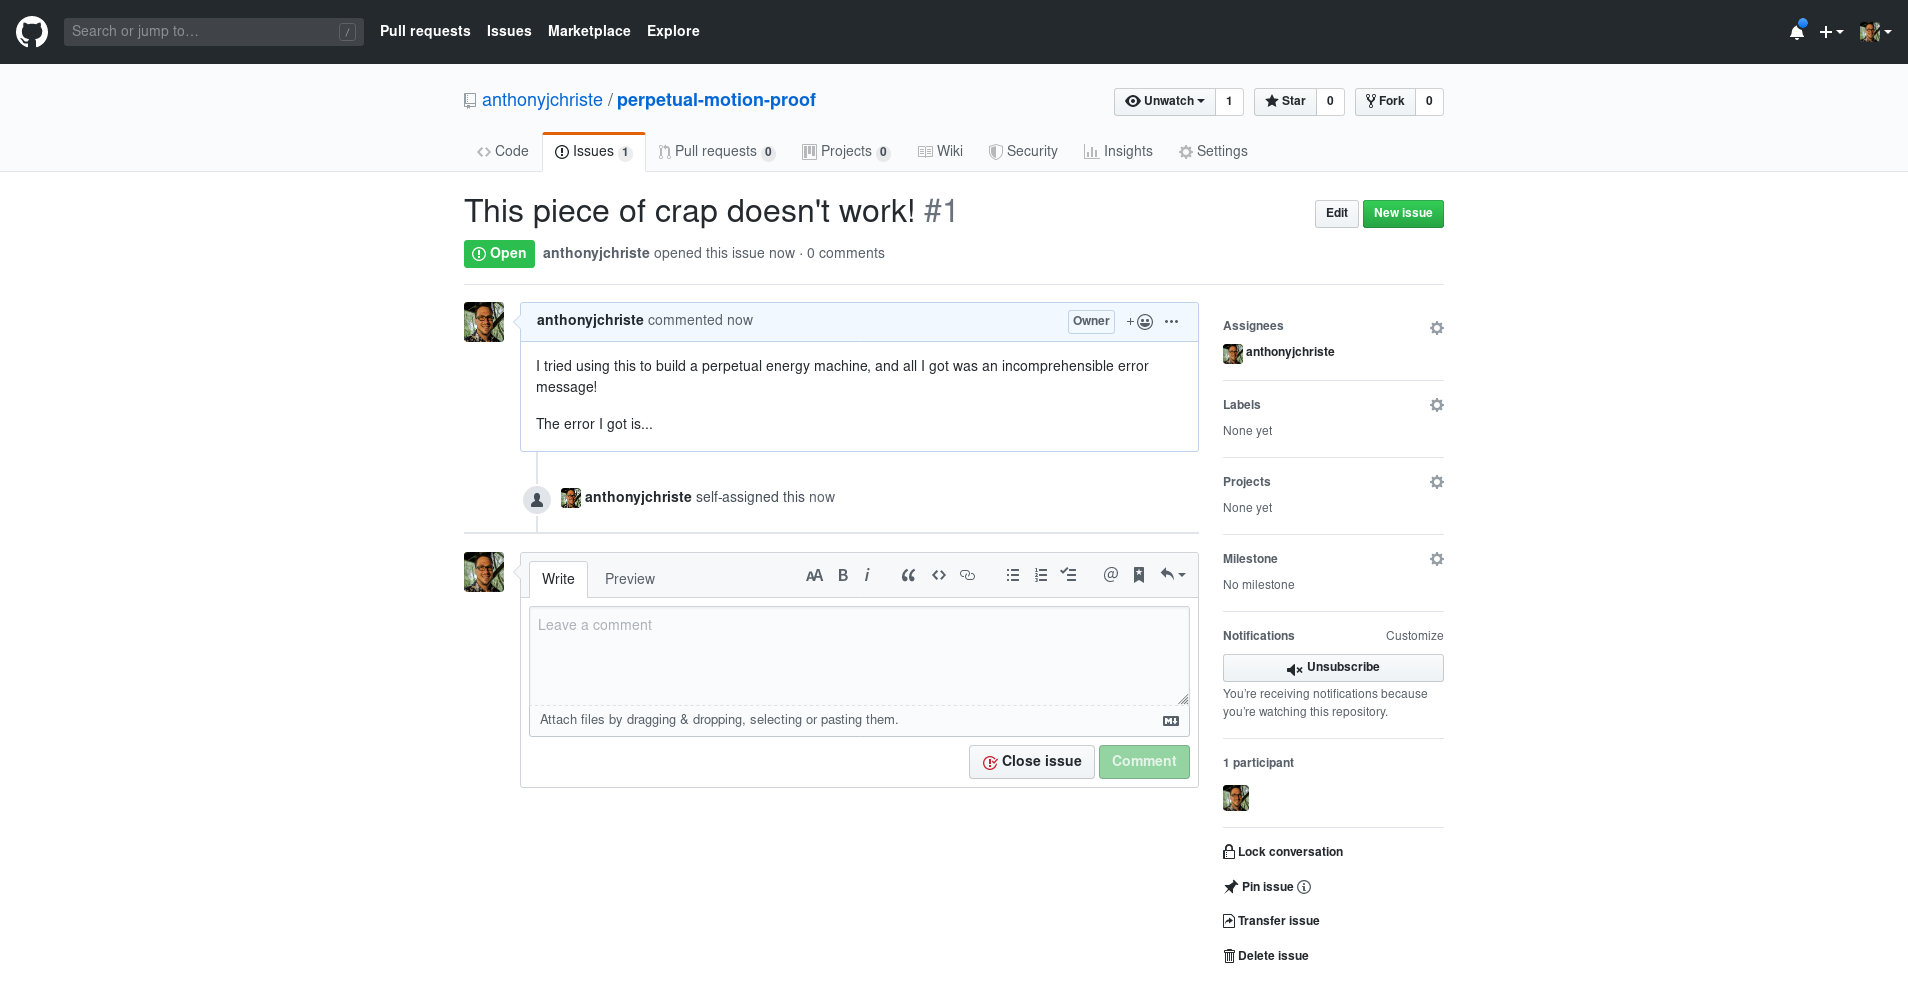 Search or jump to… /
Pull requests Issues Marketplace Explore
anthonyjchriste / perpetual-motion-proof
Unwatch 1 Star 0 Fork 0
Code Issues 1 Pull requests 0 Projects 0 Wiki Security Insights Settings
This piece of crap doesn't work! #1
Edit New issue
Open anthonyjchriste opened this issue now · 0 comments
anthonyjchriste commented now
Owner
I tried using this to build a perpetual energy machine, and all I got was an incomprehensible error
message!
The error I got is...
anthonyjchriste self-assigned this now
Write Preview
AA B i
@
Leave a comment
Attach files by dragging & dropping, selecting or pasting them.
Close issue Comment
Assignees
anthonyjchriste
Labels
None yet
Projects
None yet
Milestone
No milestone
Notifications Customize
Unsubscribe
You're receiving notifications because
you're watching this repository.
1 participant
Lock conversation
Pin issue
Transfer issue
Delete issue